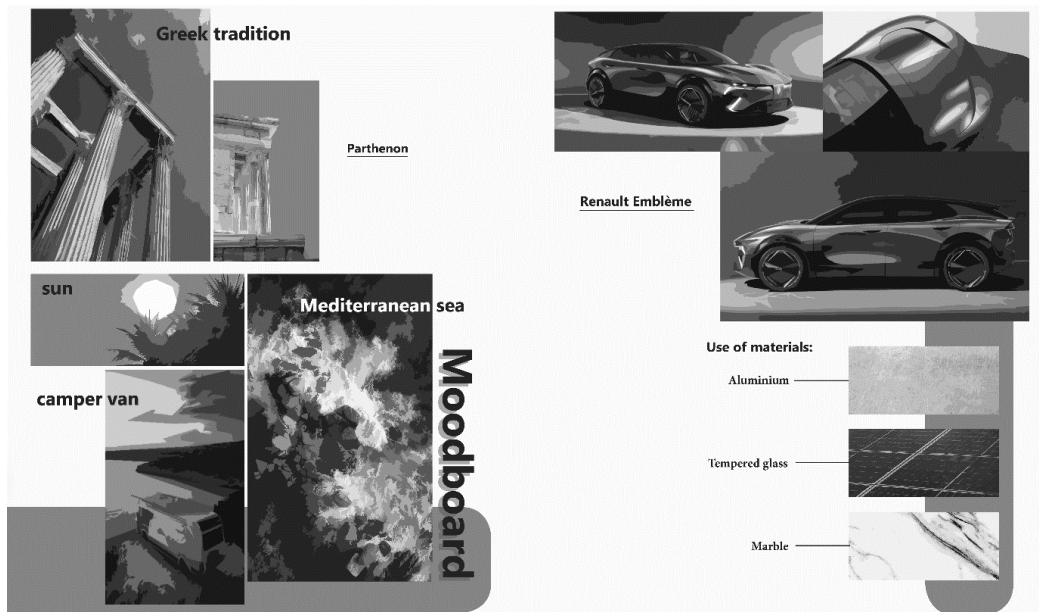 Greek tradition
Parthenon
sun
Mediterranean sea
camper van
Moodboard
Renault Emblème
Use of materials:
Aluminium
Tempered glass
Marble